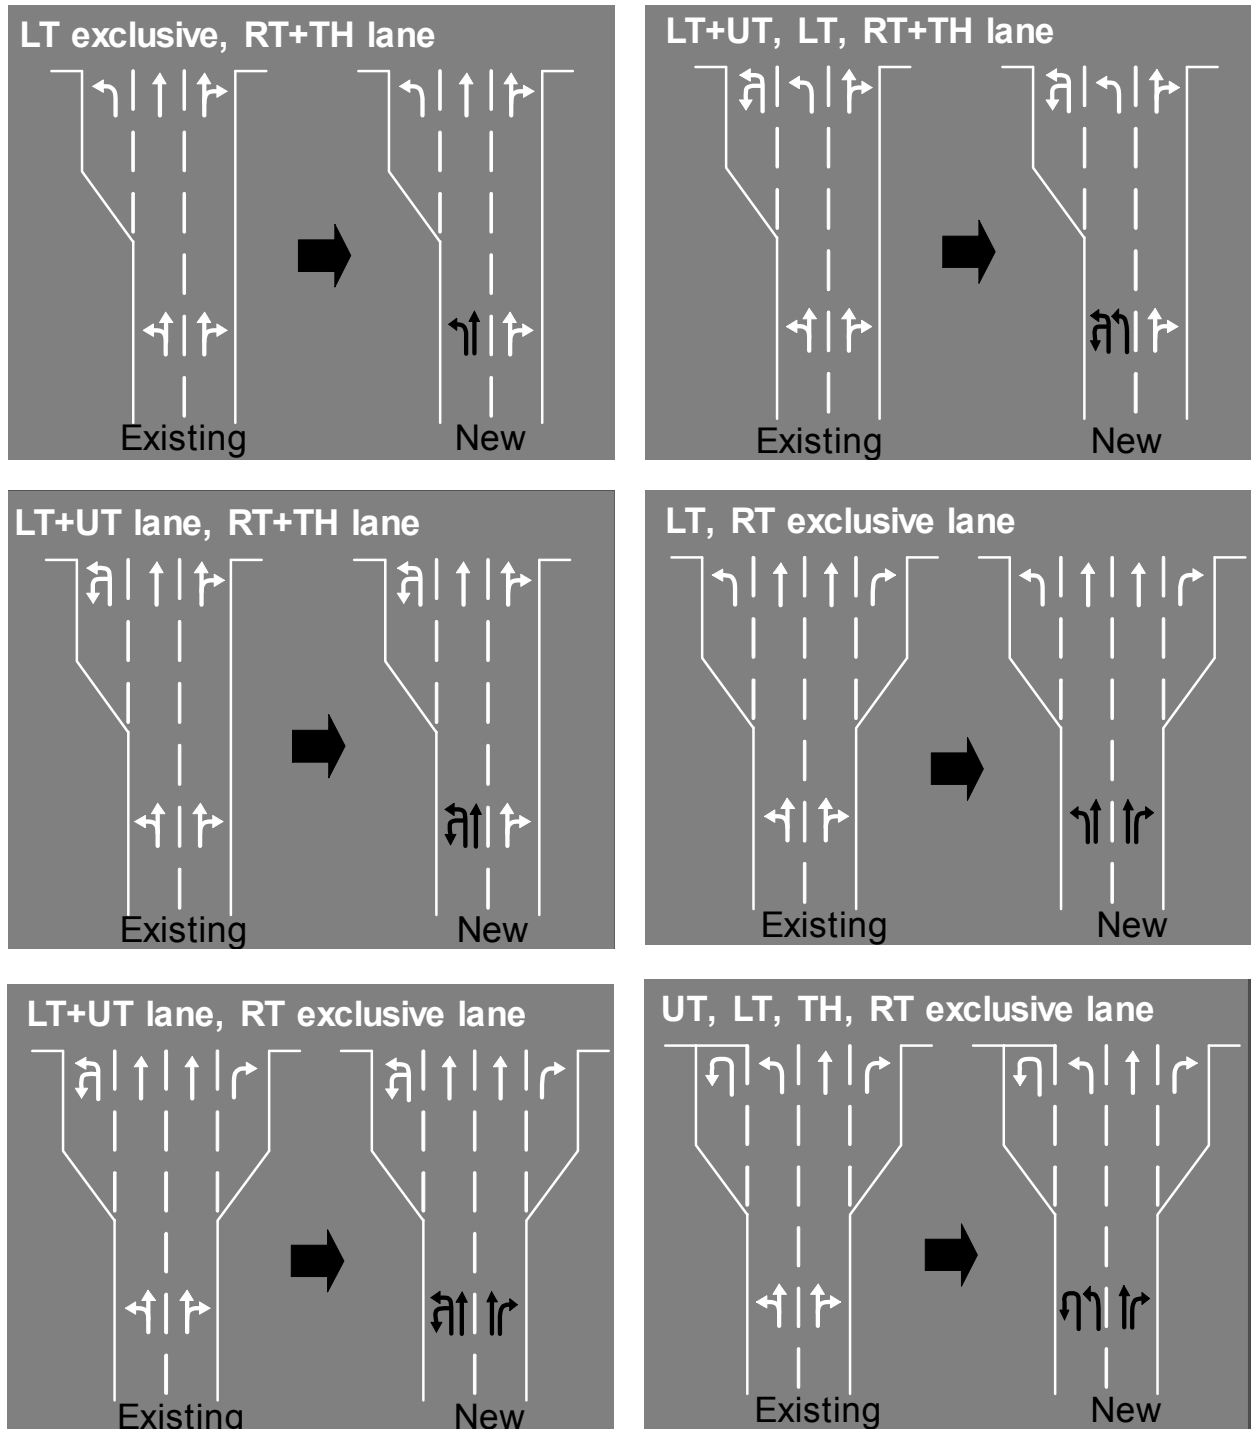 LT exclusive, RT+TH lane
Existing
New
LT+UT, LT, RT+TH lane
Existing
New
LT+UT lane, RT+TH lane
Existing
New
LT, RT exclusive lane
Existing
New
LT+UT lane, RT exclusive lane
Existing
New
UT, LT, TH, RT exclusive lane
Existing
New